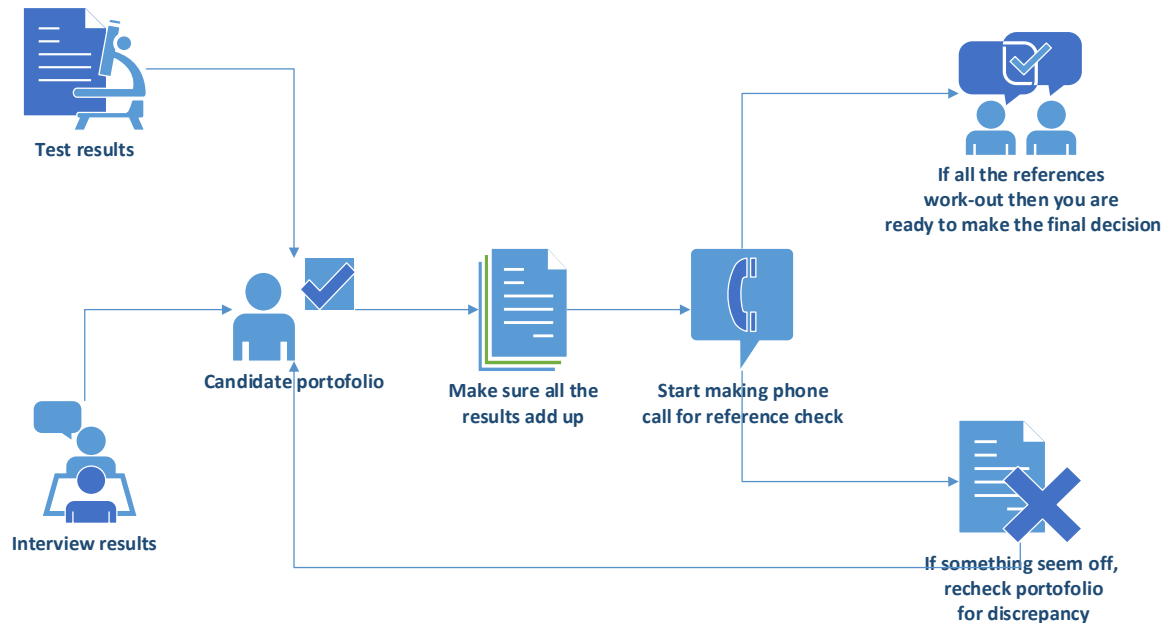 Test results
If all the references
work-out then you are
ready to make the final decision
Candidate portofolio
Make sure all the
results add up
Start making phone
call for reference check
Interview results
If something seem off,
recheck portofolio
for discrepancy